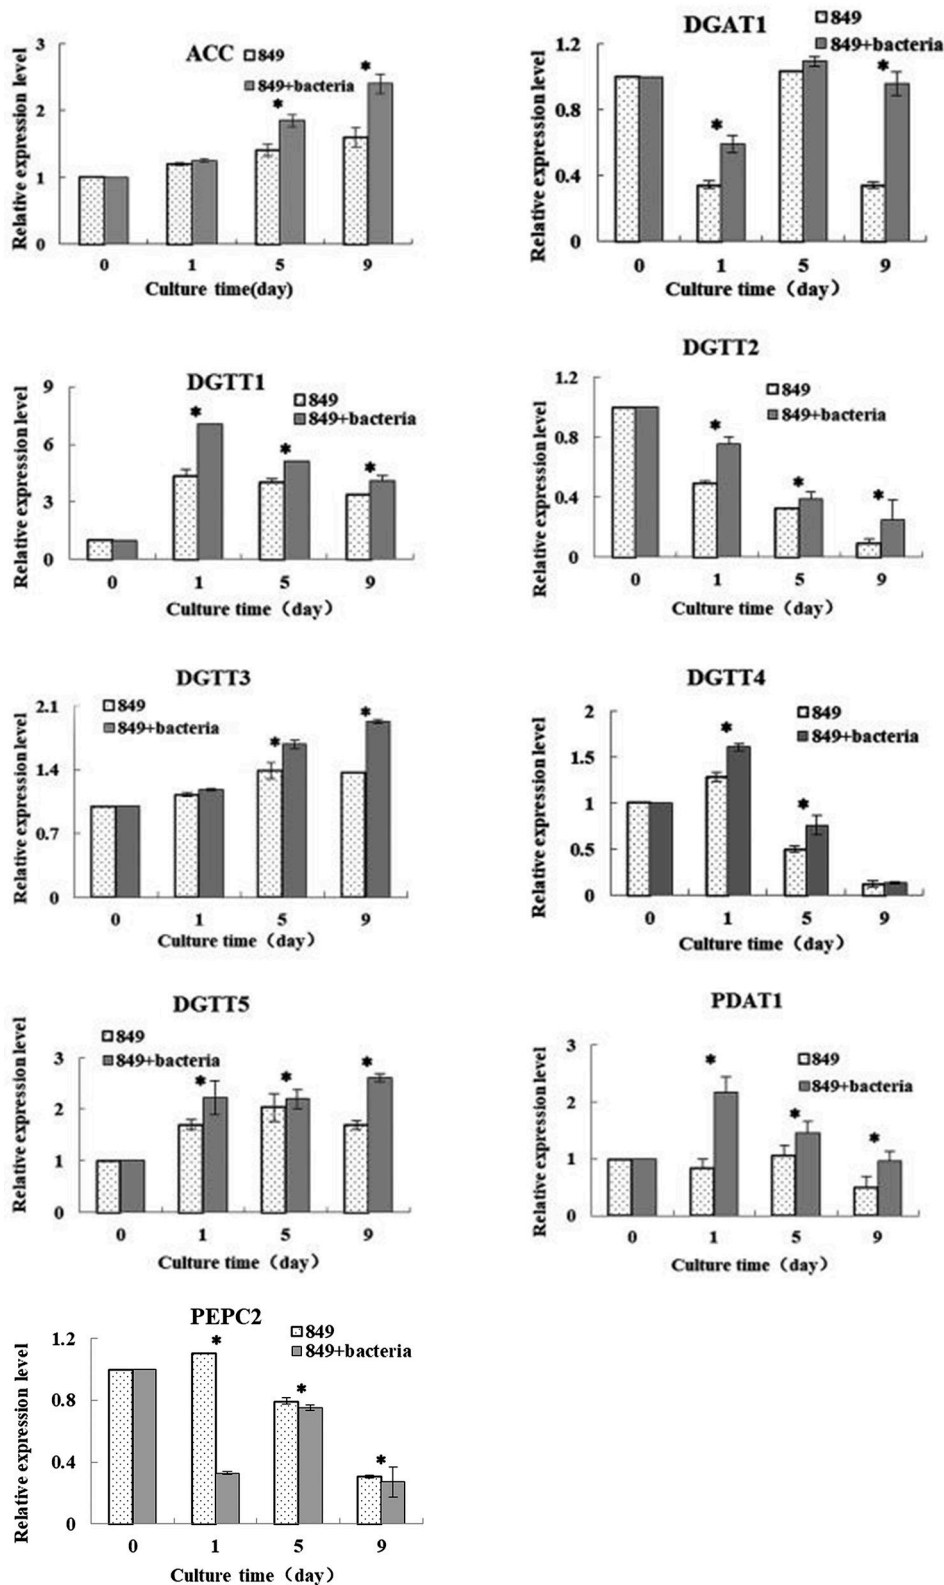 ACC
849
849+bacteria
Relative expression level
3
2
1
0
*
*
0 1 5 9
Culture time(day)
DGAT1
849
849+bacteria
Relative expression level
1.2
0.8
0.4
0
*
*
0 1 5 9
Culture time（day）
DGTT1
849
849+bacteria
Relative expression level
9
6
3
0
*
*
*
0 1 5 9
Culture time（day）
DGTT2
849
849+bacteria
Relative expression level
1.2
0.8
0.4
0
*
*
*
0 1 5 9
Culture time（day）
DGTT3
849
849+bacteria
Relative expression level
2.1
1.4
0.7
0
*
*
0 1 5 9
Culture time（day）
DGTT4
849
849+bacteria
Relative expression level
2
1.5
1
0.5
0
*
*
0 1 5 9
Culture time（day）
DGTT5
849
849+bacteria
Relative expression level
3
2
1
0
*
*
*
0 1 5 9
Culture time（day）
PDAT1
849
849+bacteria
Relative expression level
3
2
1
0
*
*
*
0 1 5 9
Culture time（day）
PEPC2
849
849+bacteria
Relative expression level
1.2
0.8
0.4
0
*
*
*
0 1 5 9
Culture time（day）